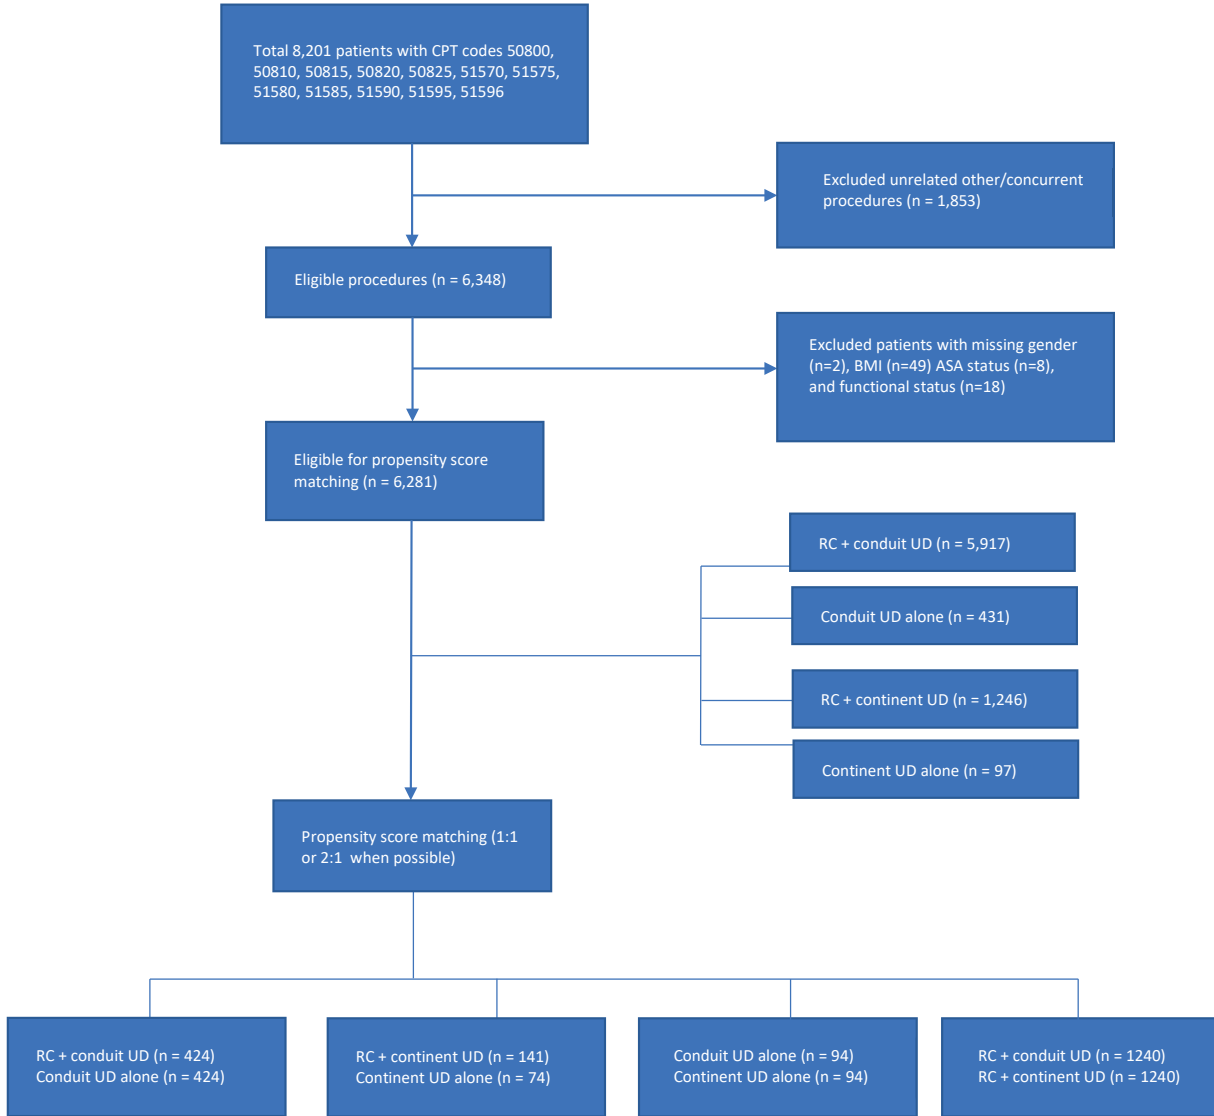 Total 8,201 patients with CPT codes 50800,
50810, 50815, 50820, 50825, 51570, 51575,
51580, 51585, 51590, 51595, 51596
Excluded unrelated other/concurrent
procedures (n = 1,853)
Eligible procedures (n = 6,348)
Excluded patients with missing gender
(n=2), BMI (n=49) ASA status (n=8),
and functional status (n=18)
Eligible for propensity score
matching (n = 6,281)
RC + conduit UD (n = 5,917)
Conduit UD alone (n = 431)
RC + continent UD (n = 1,246)
Continent UD alone (n = 97)
Propensity score matching (1:1
or 2:1 when possible)
RC + conduit UD (n = 424)
Conduit UD alone (n = 424)
RC + continent UD (n = 141)
Continent UD alone (n = 74)
Conduit UD alone (n = 94)
Continent UD alone (n = 94)
RC + conduit UD (n = 1240)
RC + continent UD (n = 1240)